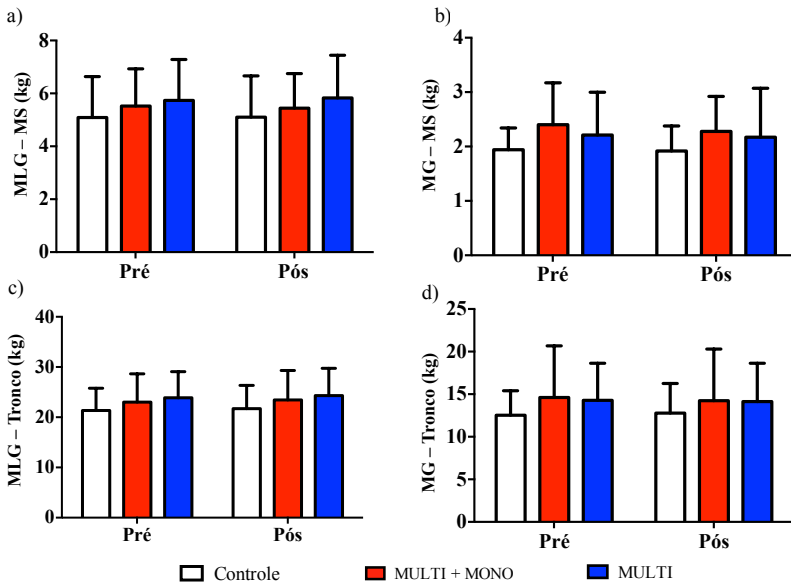 a)
MLG – MS (kg)
8
6
4
2
0
Pré
Pós
b)
MG – MS (kg)
4
3
2
1
0
Pré
Pós
c)
MLG – Tronco (kg)
40
30
20
10
0
Pré
Pós
d)
MG – Tronco (kg)
25
20
15
10
5
0
Pré
Pós
Controle
MULTI + MONO
MULTI